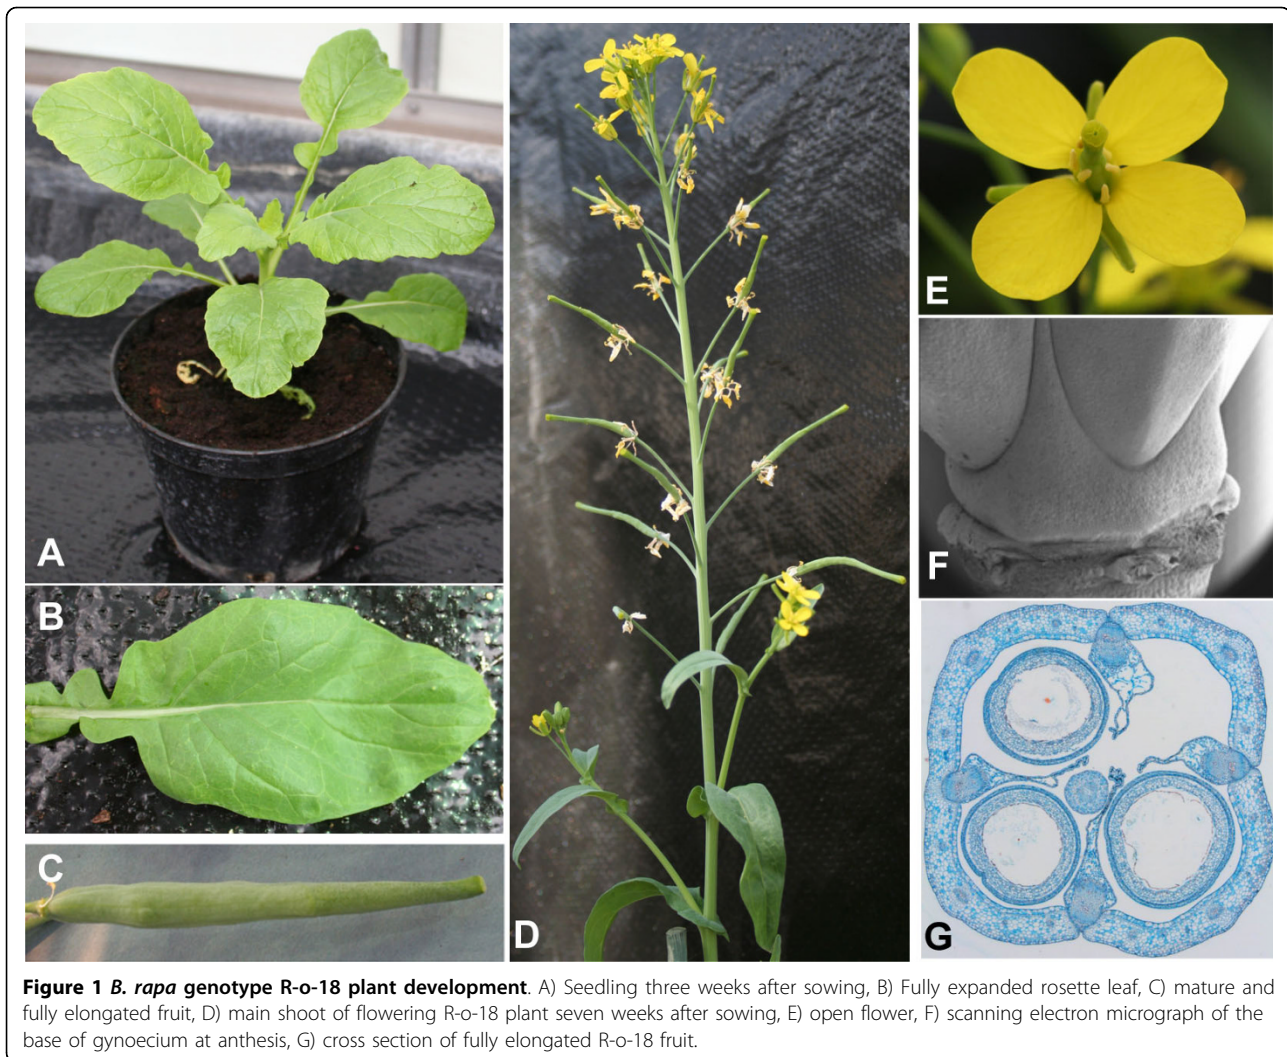 A
B
C
D
E
F
G
Figure 1 B. rapa genotype R-o-18 plant development. A) Seedling three weeks after sowing, B) Fully expanded rosette leaf, C) mature and
fully elongated fruit, D) main shoot of flowering R-o-18 plant seven weeks after sowing, E) open flower, F) scanning electron micrograph of the
base of gynoecium at anthesis, G) cross section of fully elongated R-o-18 fruit.